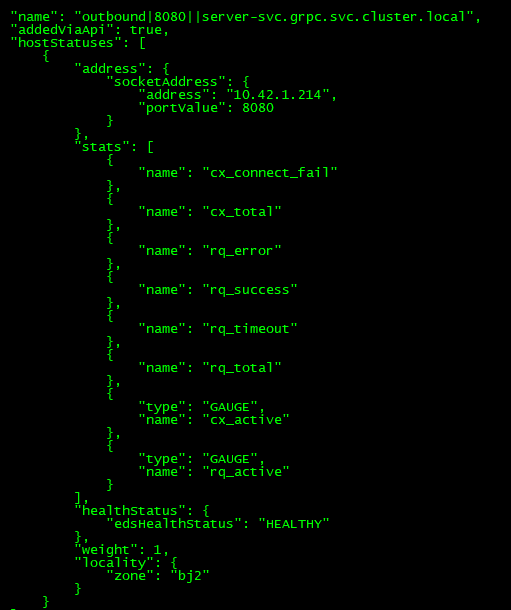 "name": "outbound|8080||server-svc.grpc.svc.cluster.local",
"addedViaApi": true,
"hostStatuses": [
    {
        "address": {
            "socketAddress": {
                "address": "10.42.1.214",
                "portValue": 8080
            }
        },
        "stats": [
            {
                "name": "cx_connect_fail"
            },
            {
                "name": "cx_total"
            },
            {
                "name": "rq_error"
            },
            {
                "name": "rq_success"
            },
            {
                "name": "rq_timeout"
            },
            {
                "name": "rq_total"
            },
            {
                "type": "GAUGE",
                "name": "cx_active"
            },
            {
                "type": "GAUGE",
                "name": "rq_active"
            }
        ],
        "healthStatus": {
            "edsHealthStatus": "HEALTHY"
        },
        "weight": 1,
        "locality": {
            "zone": "bj2"
        }
    }